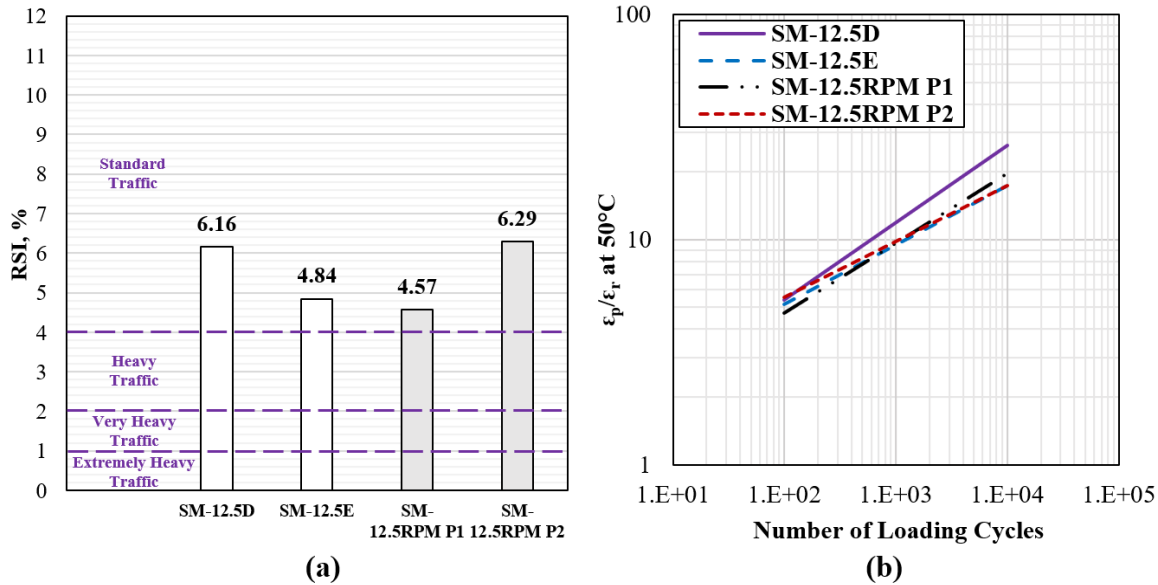 12
11
10
9
8
7
6
5
4
3
2
1
0
RSI, %
Standard
Traffic
Heavy
Traffic
Very Heavy
Traffic
Extremely Heavy
Traffic
6.16
4.84
4.57
6.29
SM-12.5D
SM-12.5E
SM-
12.5RPM P1
SM-
12.5RPM P2
(a)
100
10
1
εp/εr at 50°C
SM-12.5D
SM-12.5E
SM-12.5RPM P1
SM-12.5RPM P2
1.E+01
1.E+02
1.E+03
1.E+04
1.E+05
Number of Loading Cycles
(b)